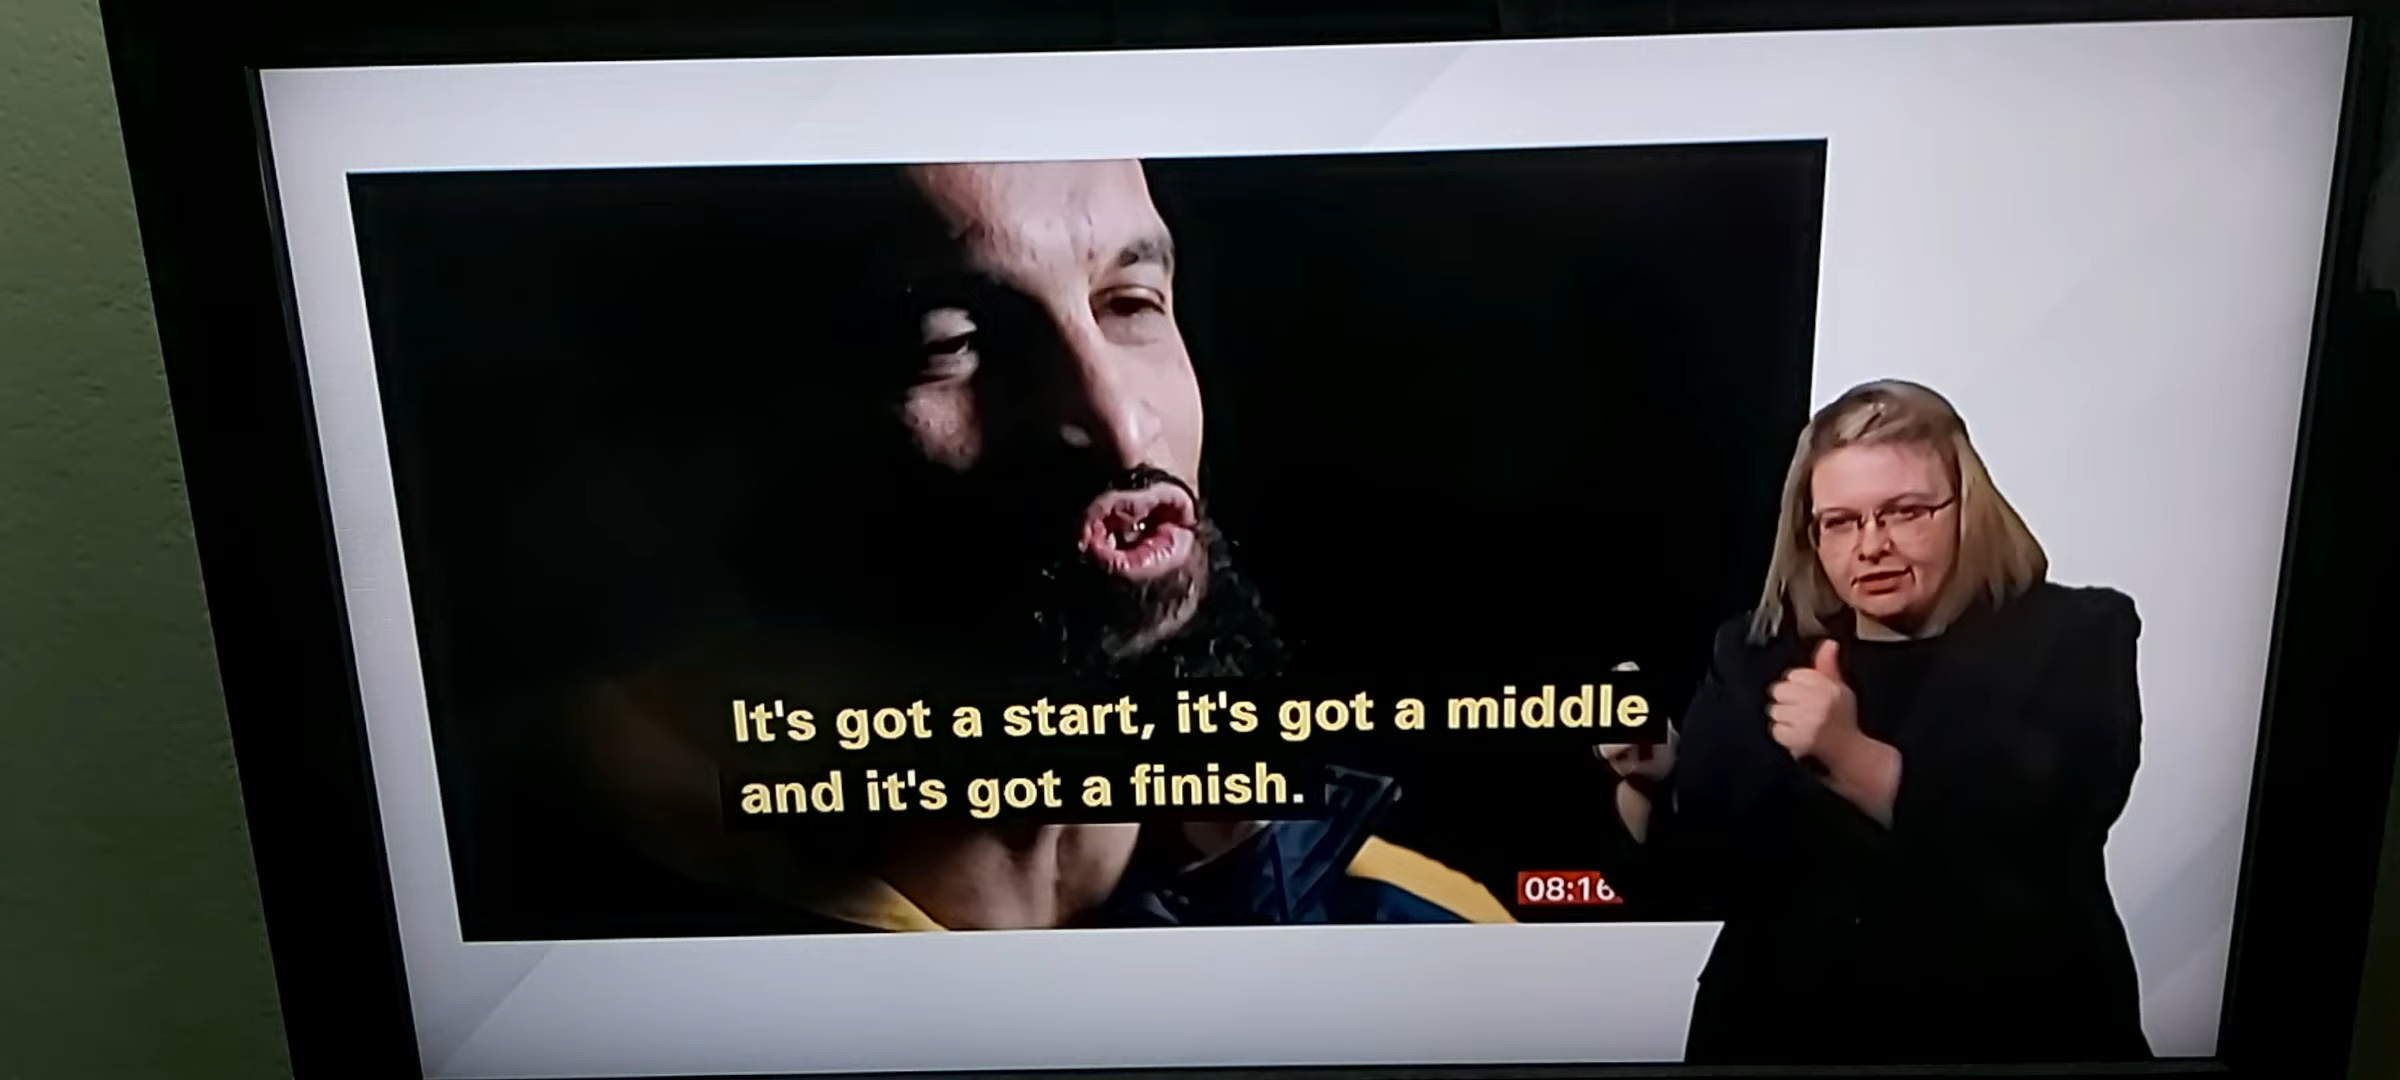 It's got a start, it's got a middle
and it's got a finish.
08:16